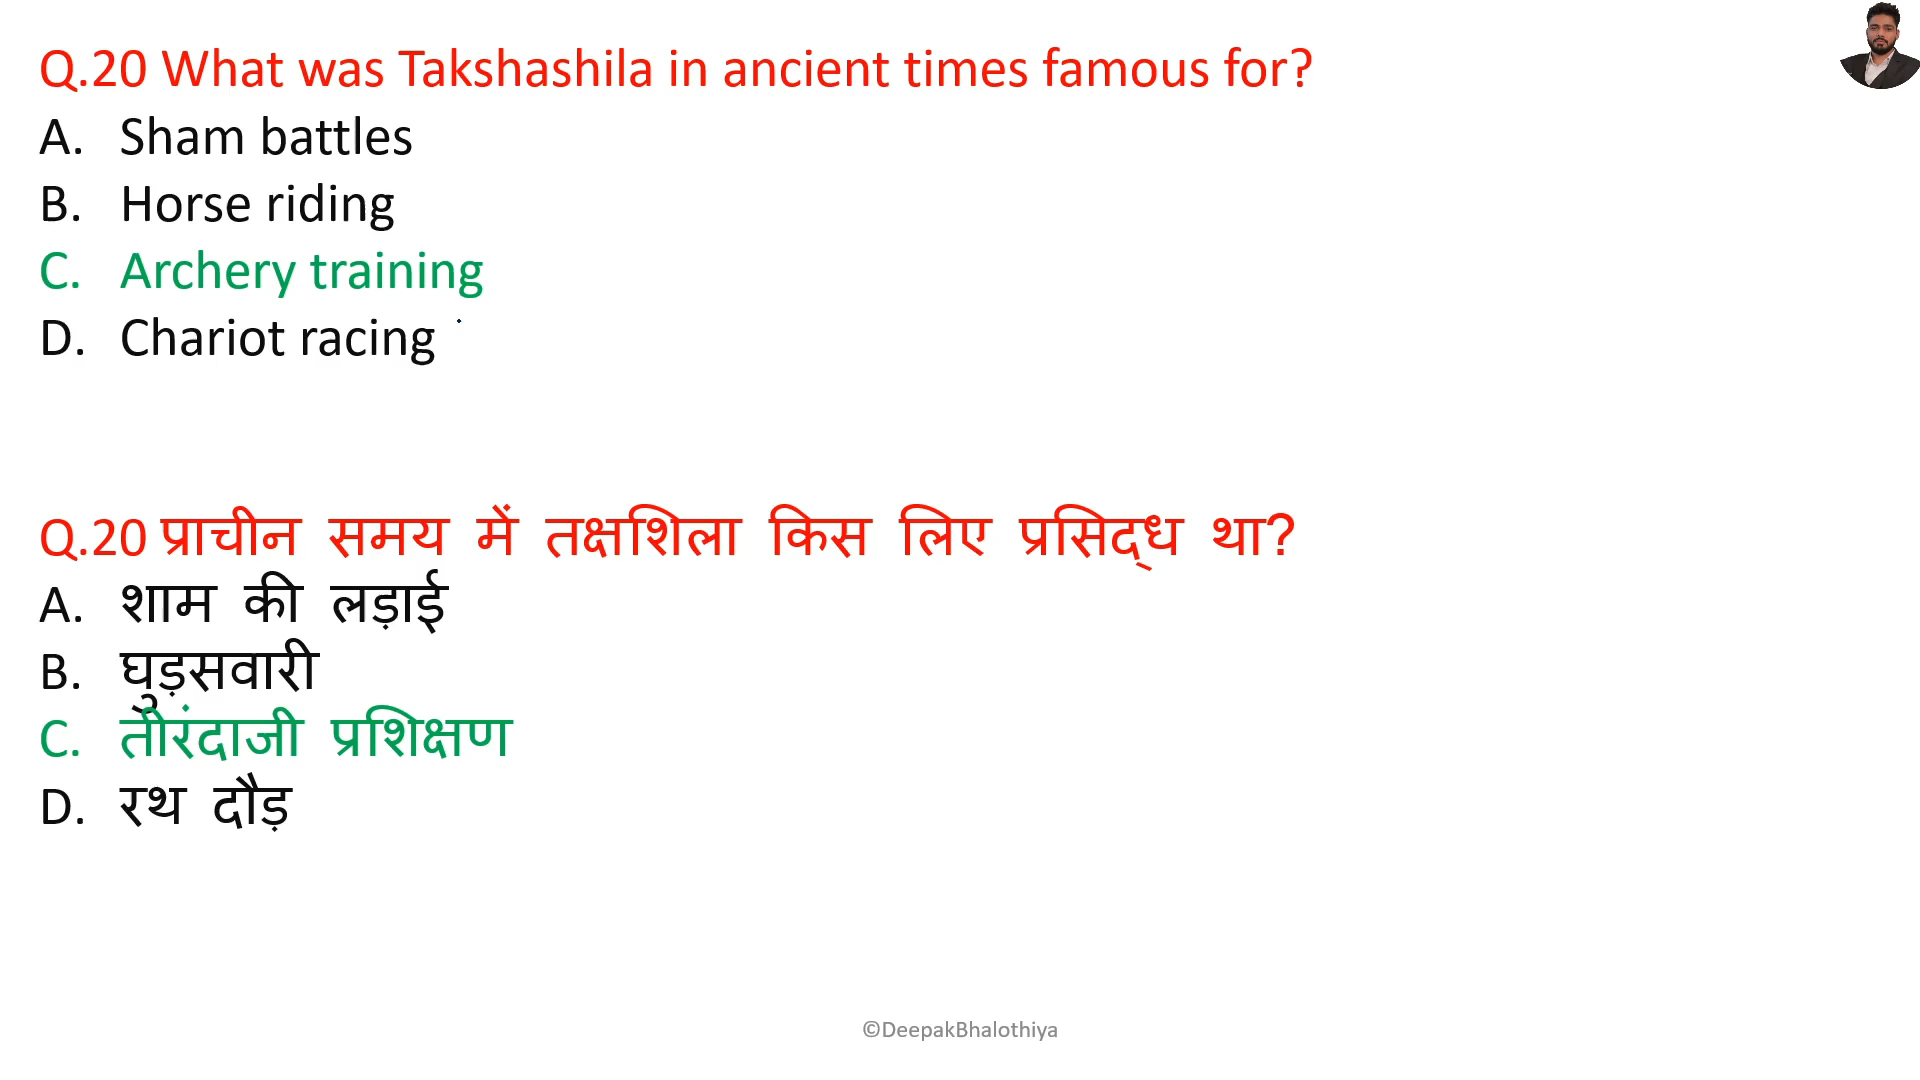 Q.20 What was Takshashila in ancient times famous for?
A. Sham battles
B. Horse riding
C. Archery training
D. Chariot racing
Q.20 प्राचीन समय में तक्षशिला किस लिए प्रसिद्ध था?
A. शाम की लड़ाई
B. घुड़सवारी
C. तीरंदाजी प्रशिक्षण
D. रथ दौड़
©DeepakBhalothiya